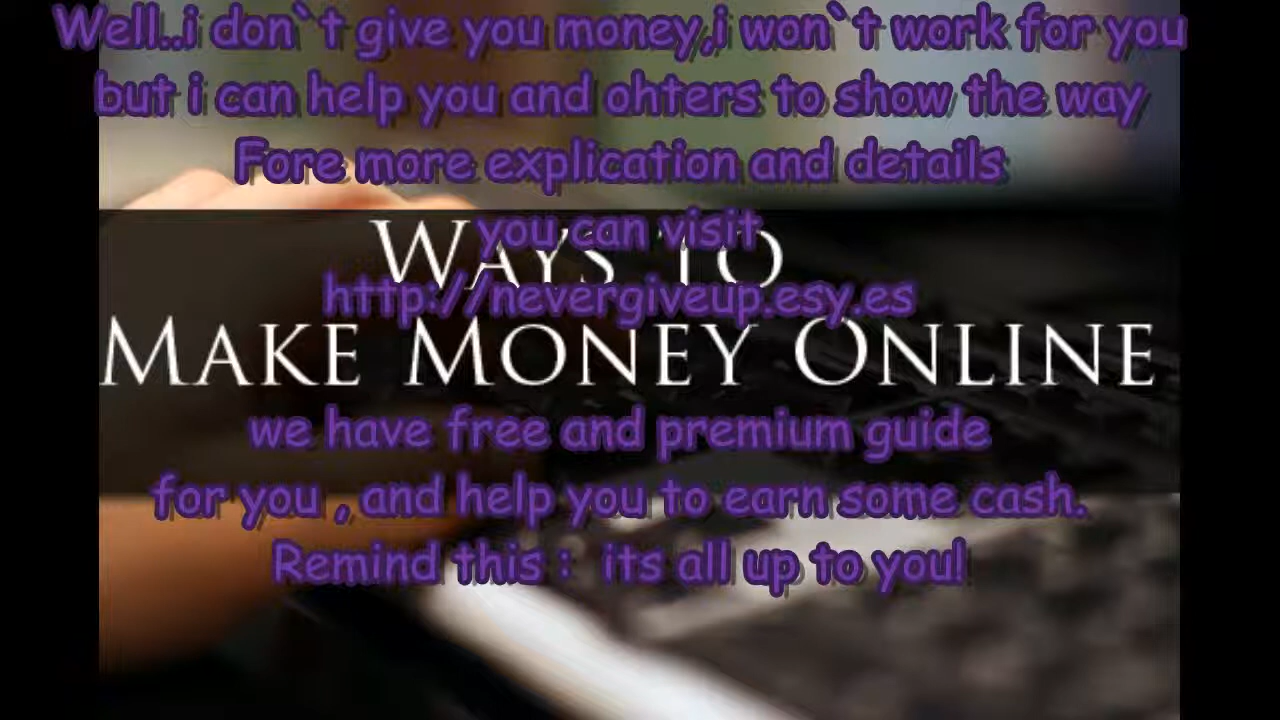 Well..i don`t give you money,i won`t work for you
but i can help you and ohters to show the way
Fore more explication and details
you can visit
WAYS TO
http://nevergiveup.esy.es
MAKE MONEY ONLINE
we have free and premium guide
for you , and help you to earn some cash.
Remind this : its all up to you!